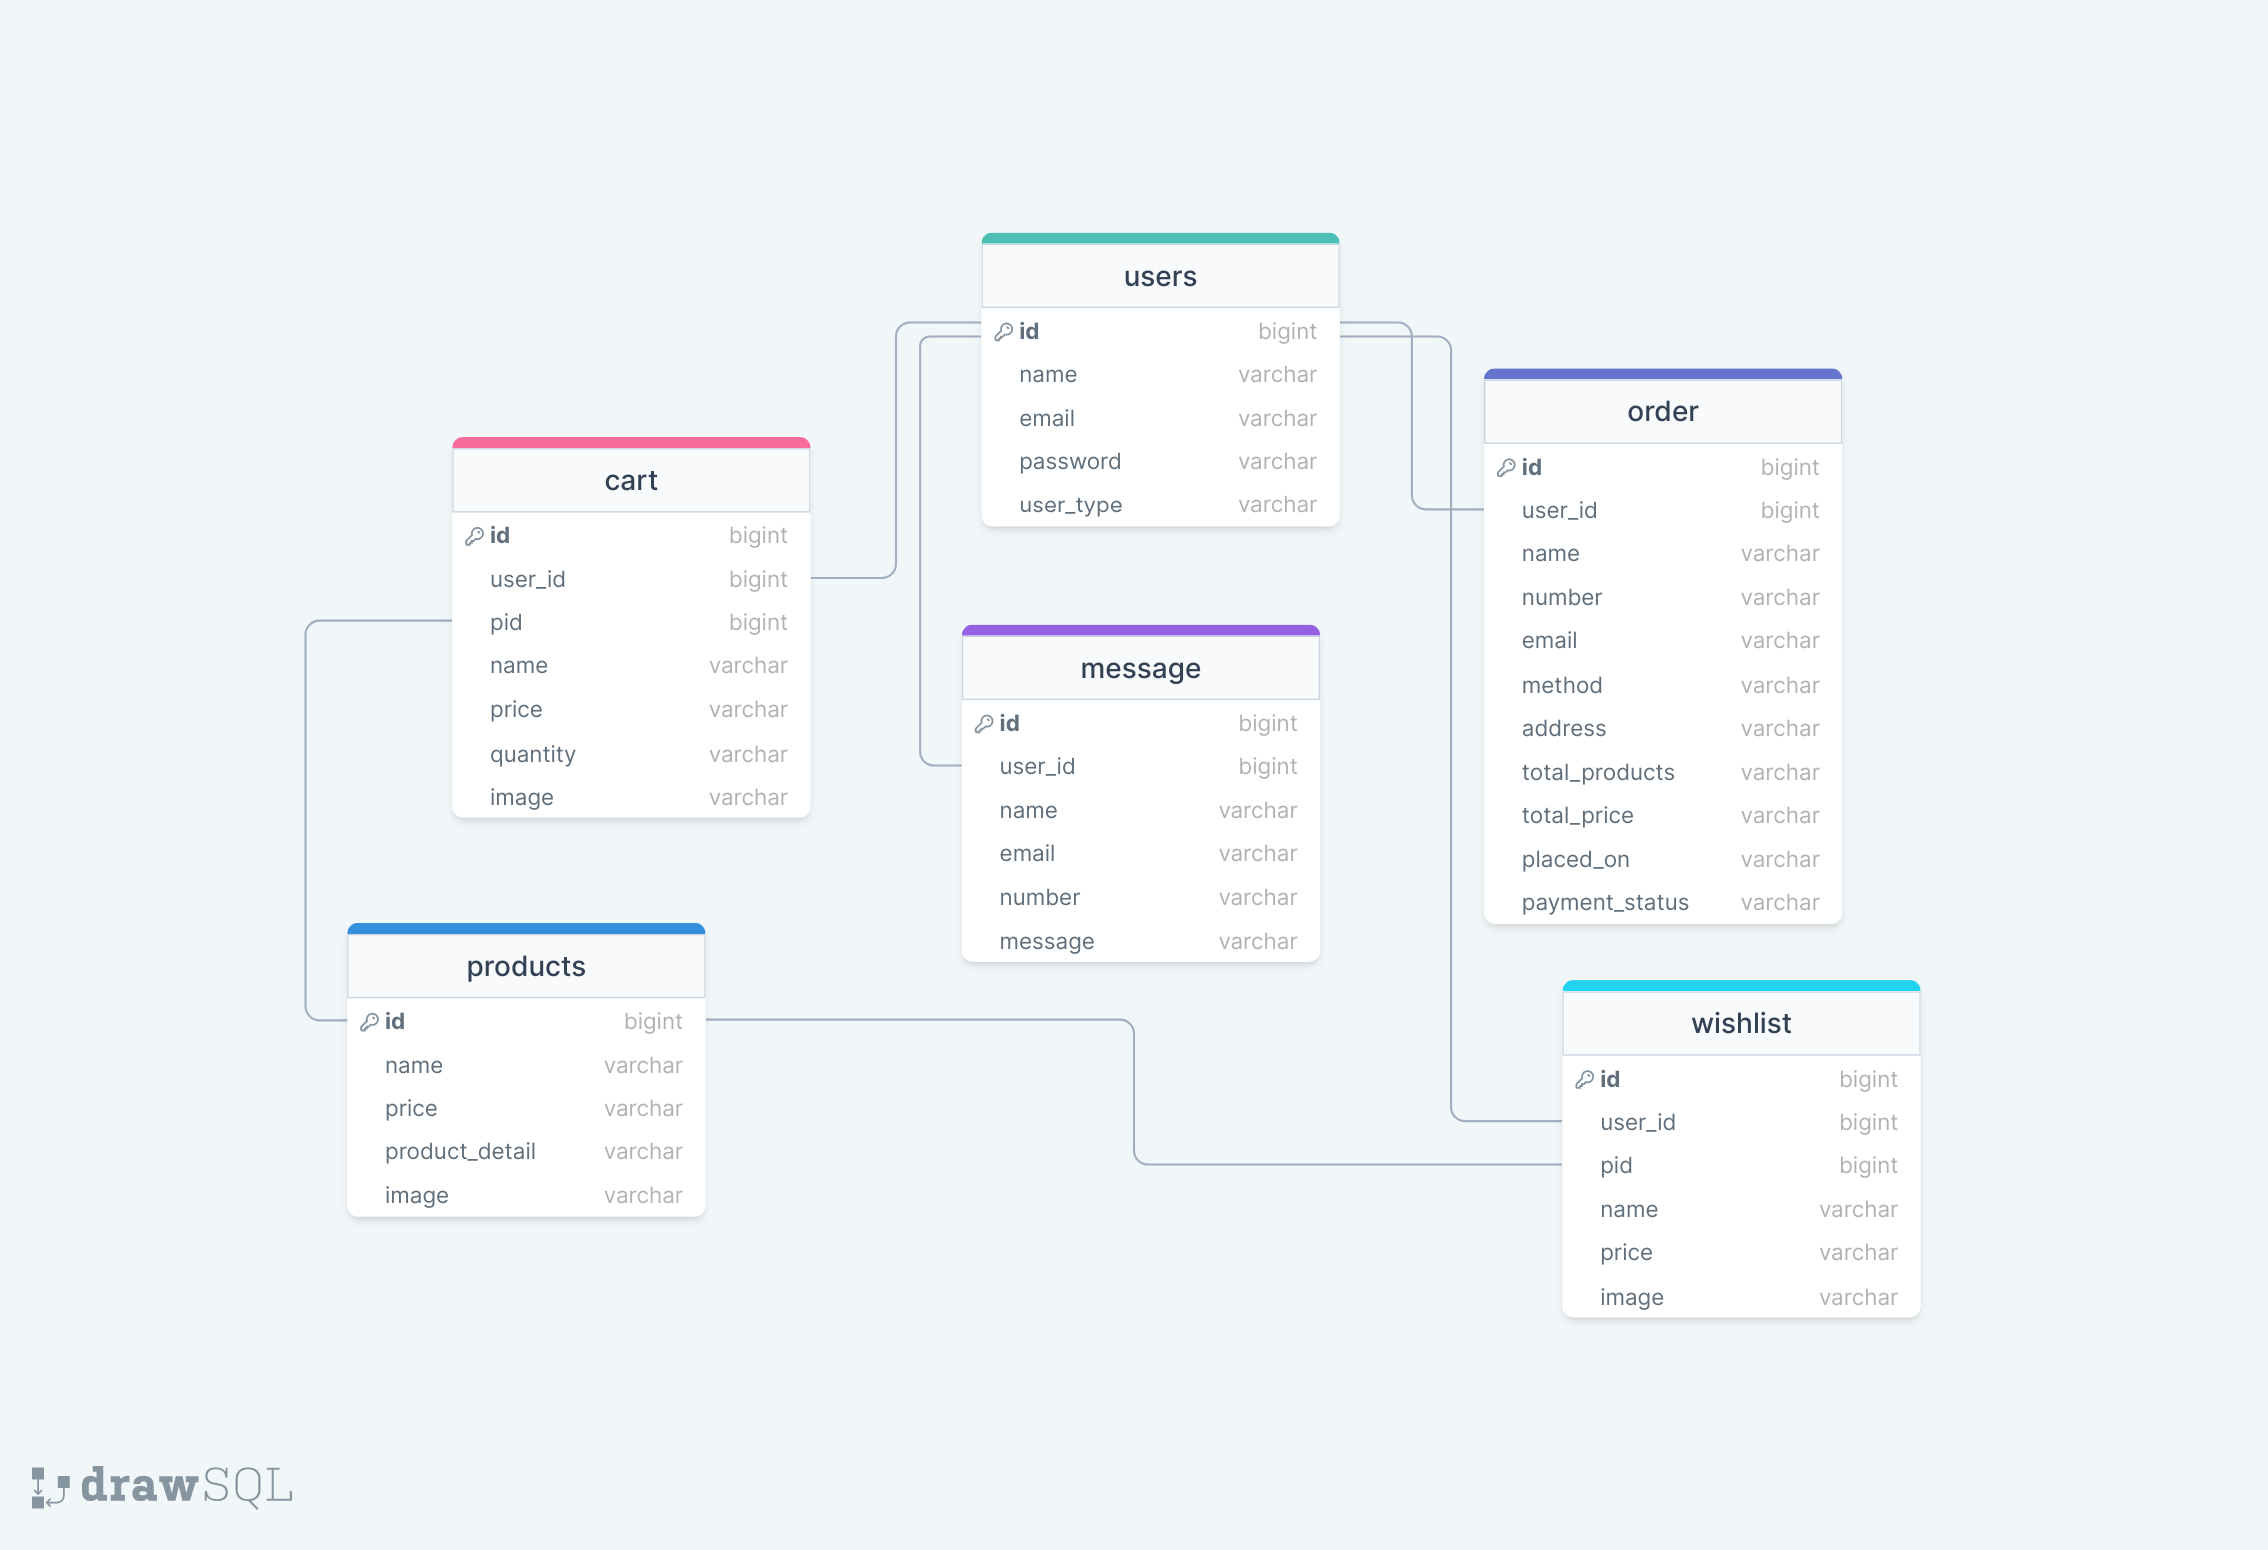 users
id bigint
name varchar
email varchar
password varchar
user_type varchar
order
id bigint
user_id bigint
name varchar
number varchar
email varchar
method varchar
address varchar
total_products varchar
total_price varchar
placed_on varchar
payment_status varchar
cart
id bigint
user_id bigint
pid bigint
name varchar
price varchar
quantity varchar
image varchar
message
id bigint
user_id bigint
name varchar
email varchar
number varchar
message varchar
products
id bigint
name varchar
price varchar
product_detail varchar
image varchar
wishlist
id bigint
user_id bigint
pid bigint
name varchar
price varchar
image varchar
drawSQL